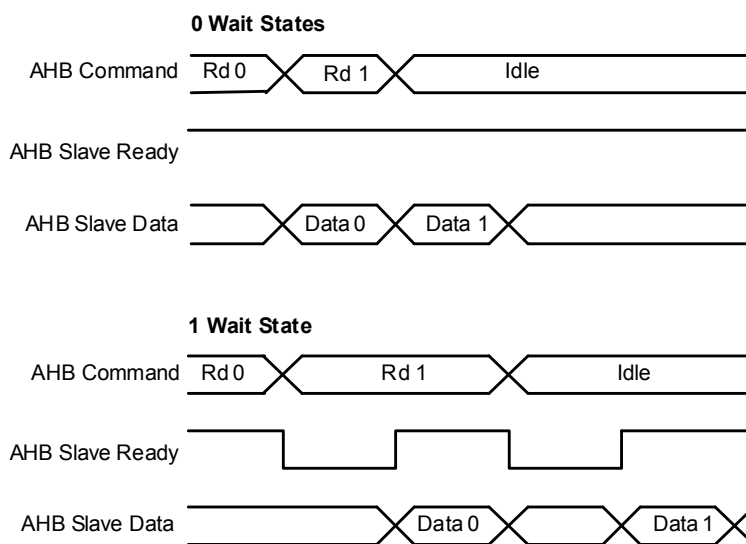 0 Wait States
AHB Command Rd 0 Rd 1 Idle
AHB Slave Ready
AHB Slave Data Data 0 Data 1
1 Wait State
AHB Command Rd 0 Rd 1 Idle
AHB Slave Ready
AHB Slave Data Data 0 Data 1